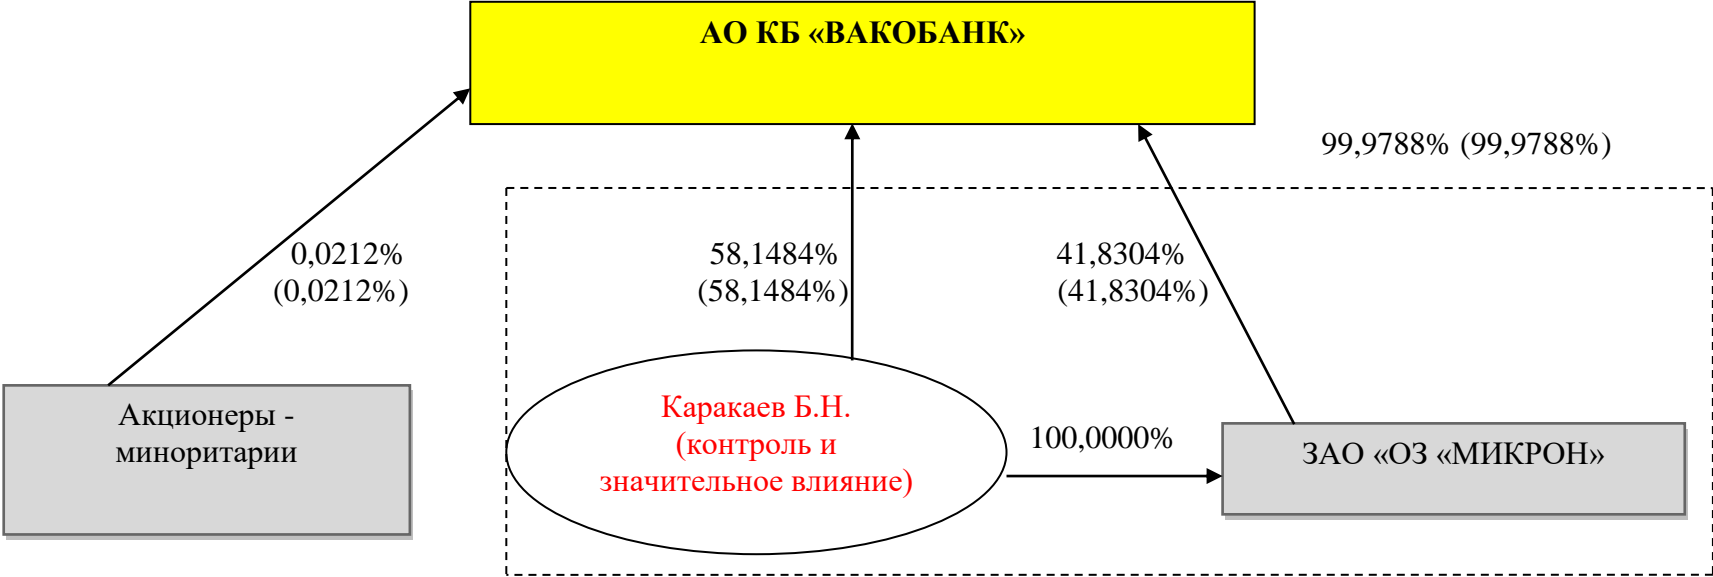 АО КБ «ВАКОБАНК»
99,9788% (99,9788%)
0,0212%
(0,0212%)
58,1484%
(58,1484%)
41,8304%
(41,8304%)
Акционеры -
миноритарии
Каракаев Б.Н.
(контроль и
значительное влияние)
100,0000%
ЗАО «ОЗ «МИКРОН»